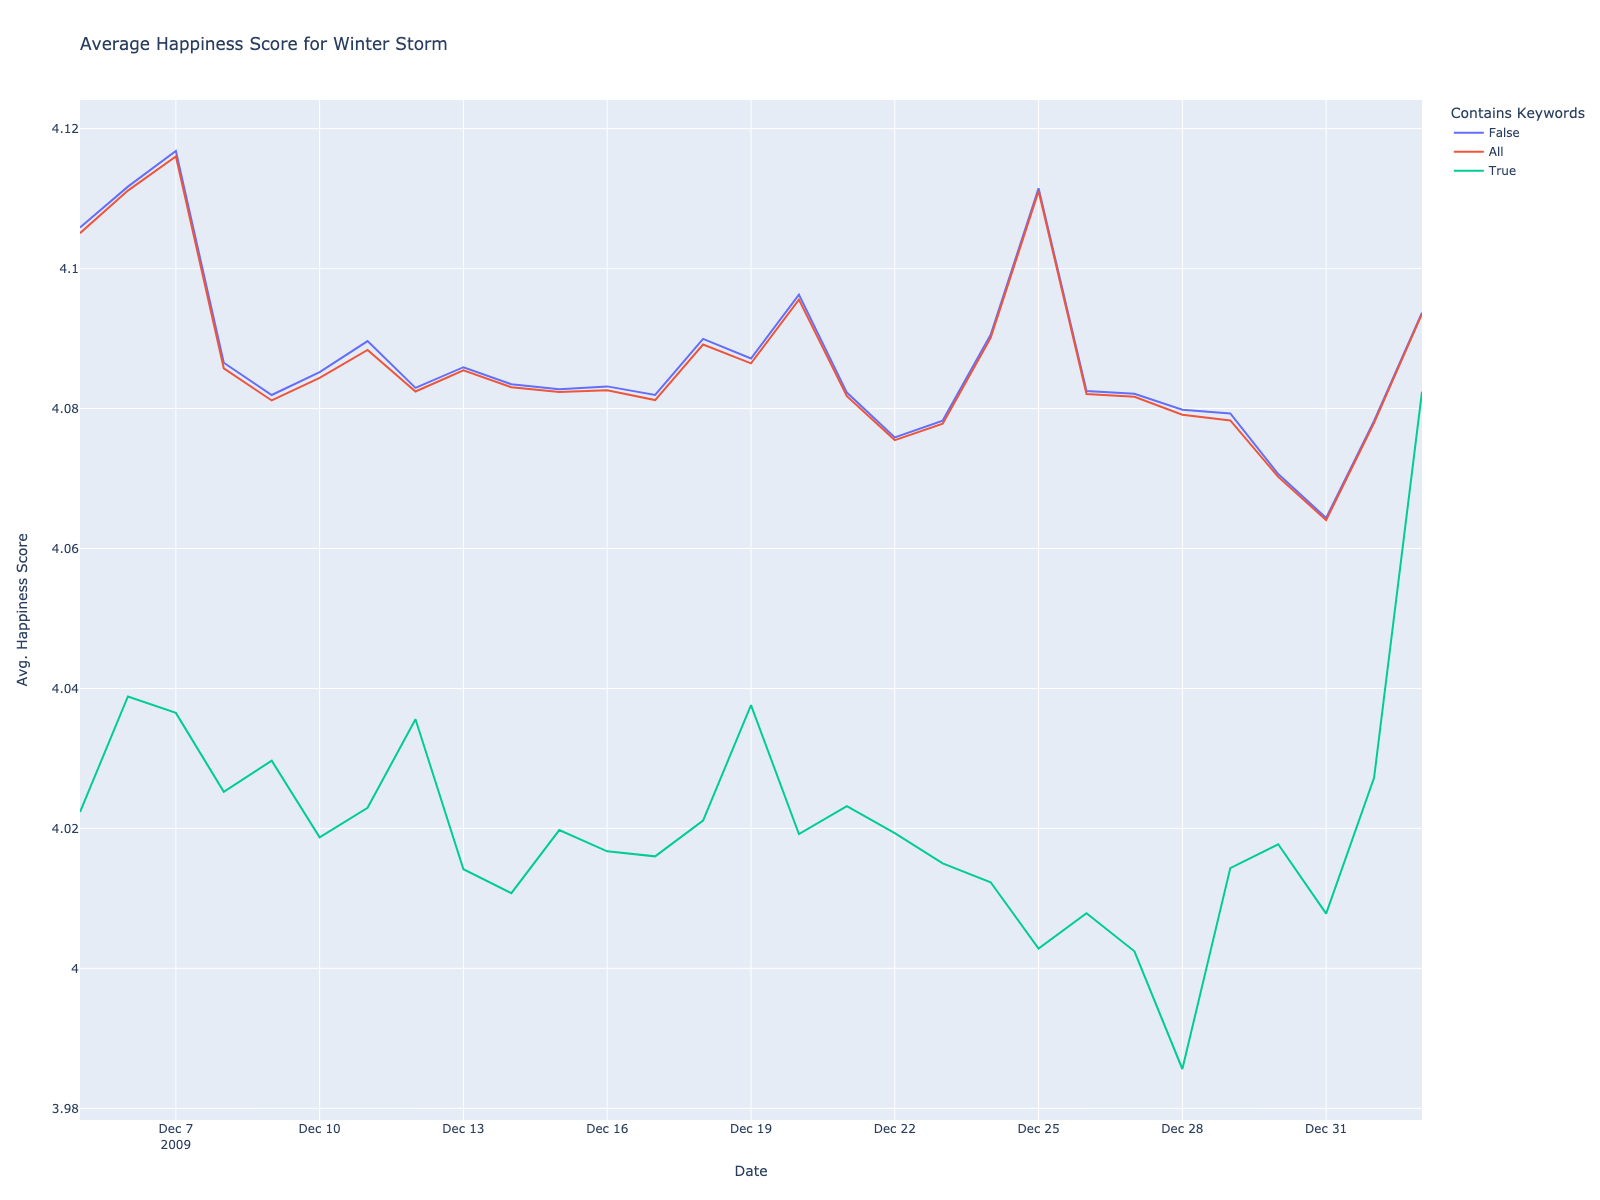 Average Happiness Score for Winter Storm
Contains Keywords
False
All
True
4.12
4.1
4.08
4.06
4.04
4.02
4
3.98
Avg. Happiness Score
Dec 7
2009
Dec 10
Dec 13
Dec 16
Dec 19
Dec 22
Dec 25
Dec 28
Dec 31
Date